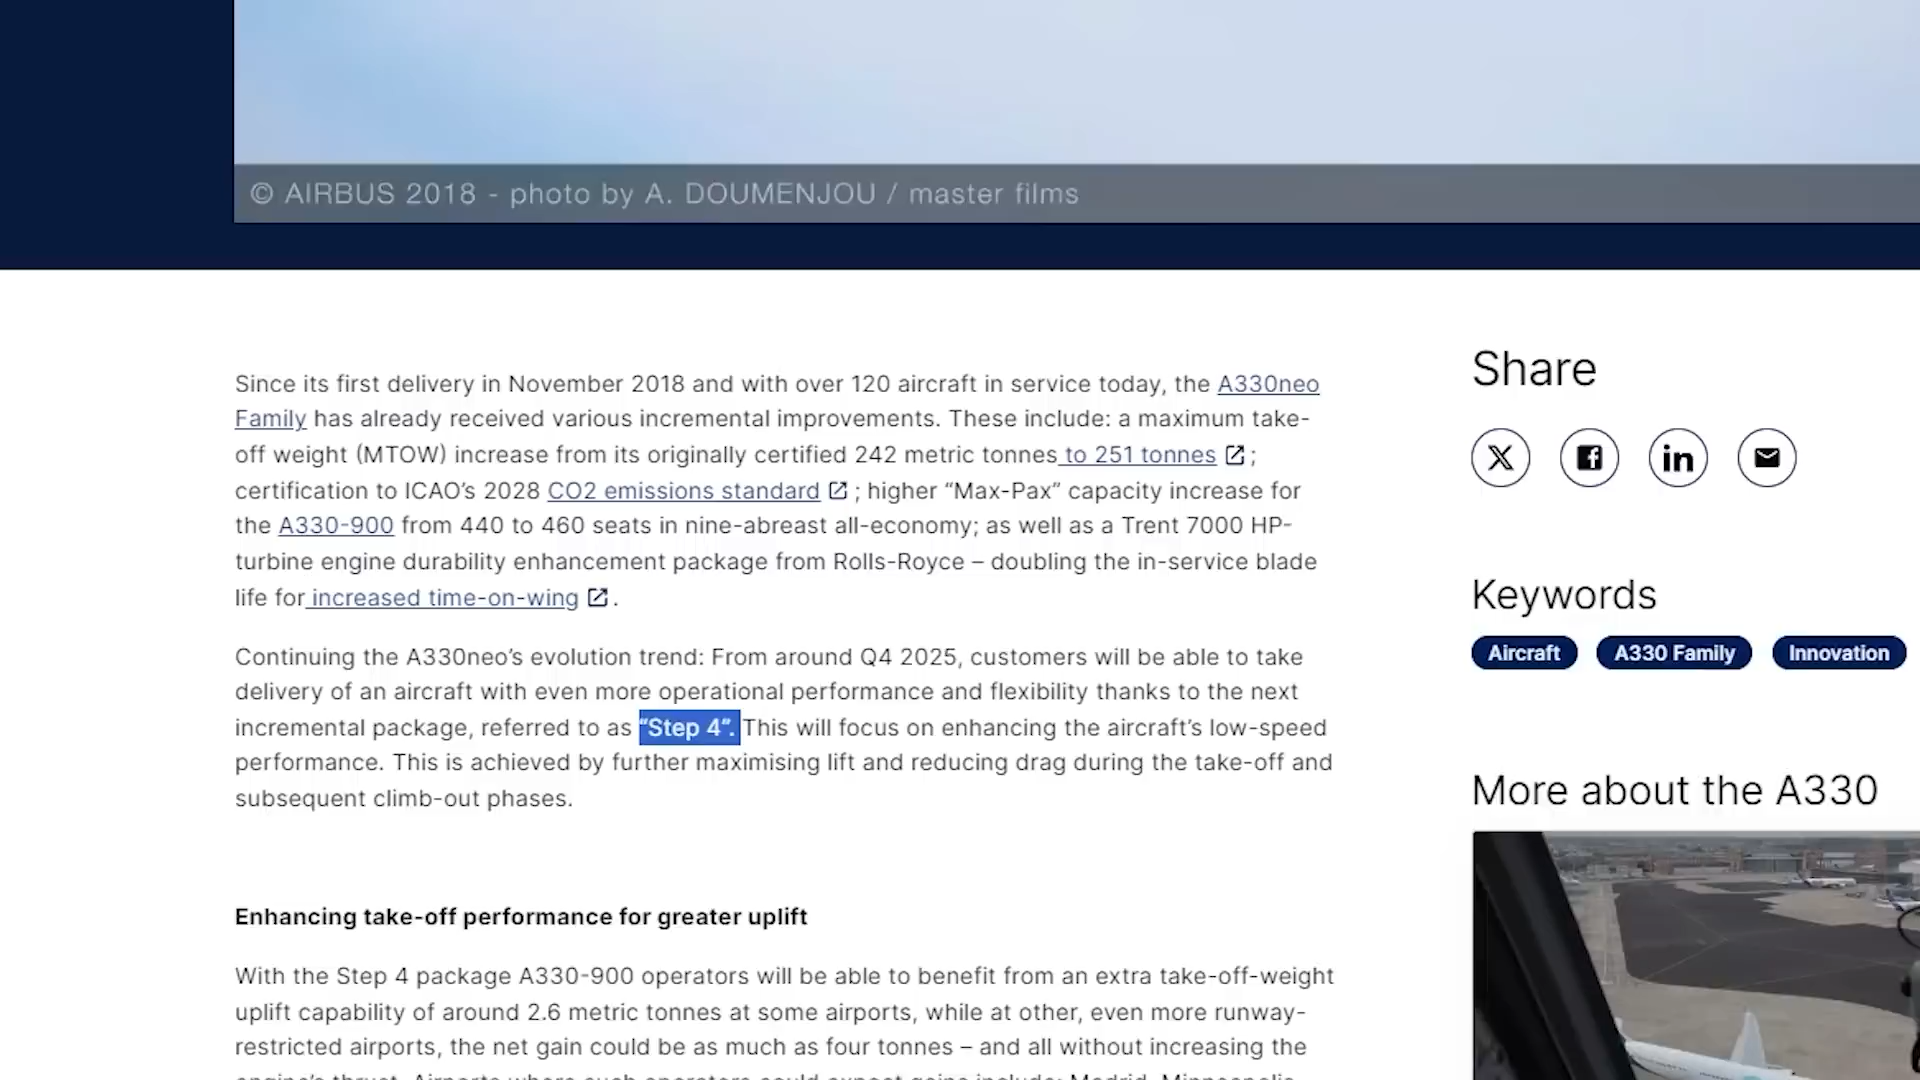 © AIRBUS 2018 - photo by A. DOUMENJOU / master films
Since its first delivery in November 2018 and with over 120 aircraft in service today, the A330neo
Family has already received various incremental improvements. These include: a maximum take-
off weight (MTOW) increase from its originally certified 242 metric tonnes to 251 tonnes ;
certification to ICAO’s 2028 CO2 emissions standard ; higher “Max-Pax” capacity increase for
the A330-900 from 440 to 460 seats in nine-abreast all-economy; as well as a Trent 7000 HP-
turbine engine durability enhancement package from Rolls-Royce – doubling the in-service blade
life for increased time-on-wing .
Continuing the A330neo’s evolution trend: From around Q4 2025, customers will be able to take
delivery of an aircraft with even more operational performance and flexibility thanks to the next
incremental package, referred to as “Step 4”. This will focus on enhancing the aircraft’s low-speed
performance. This is achieved by further maximising lift and reducing drag during the take-off and
subsequent climb-out phases.
Enhancing take-off performance for greater uplift
With the Step 4 package A330-900 operators will be able to benefit from an extra take-off-weight
uplift capability of around 2.6 metric tonnes at some airports, while at other, even more runway-
restricted airports, the net gain could be as much as four tonnes – and all without increasing the
engine’s thrust. Airports where such operators could expect gains include: Madrid, Minneapolis
Share
Keywords
Aircraft
A330 Family
Innovation
More about the A330